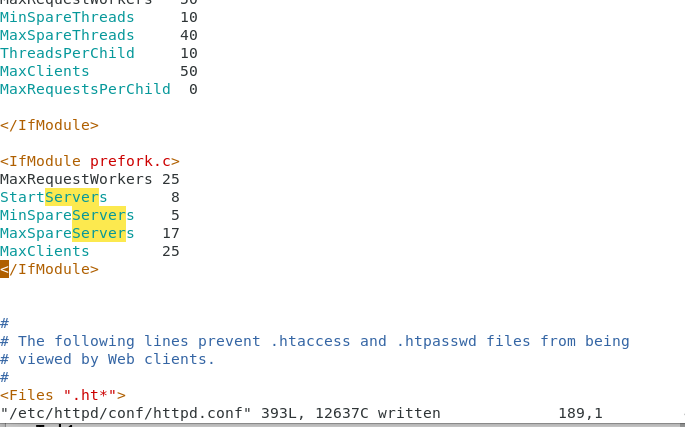 MaxRequestWorkers    50
MinSpareThreads     10
MaxSpareThreads     40
ThreadsPerChild     10
MaxClients          50
MaxRequestsPerChild  0
</IfModule>
<IfModule prefork.c>
MaxRequestWorkers 25
StartServers       8
MinSpareServers    5
MaxSpareServers   17
MaxClients        25
</IfModule>
#
# The following lines prevent .htaccess and .htpasswd files from being
# viewed by Web clients.
#
<Files ".ht*">
"/etc/httpd/conf/httpd.conf" 393L, 12637C written             189,1